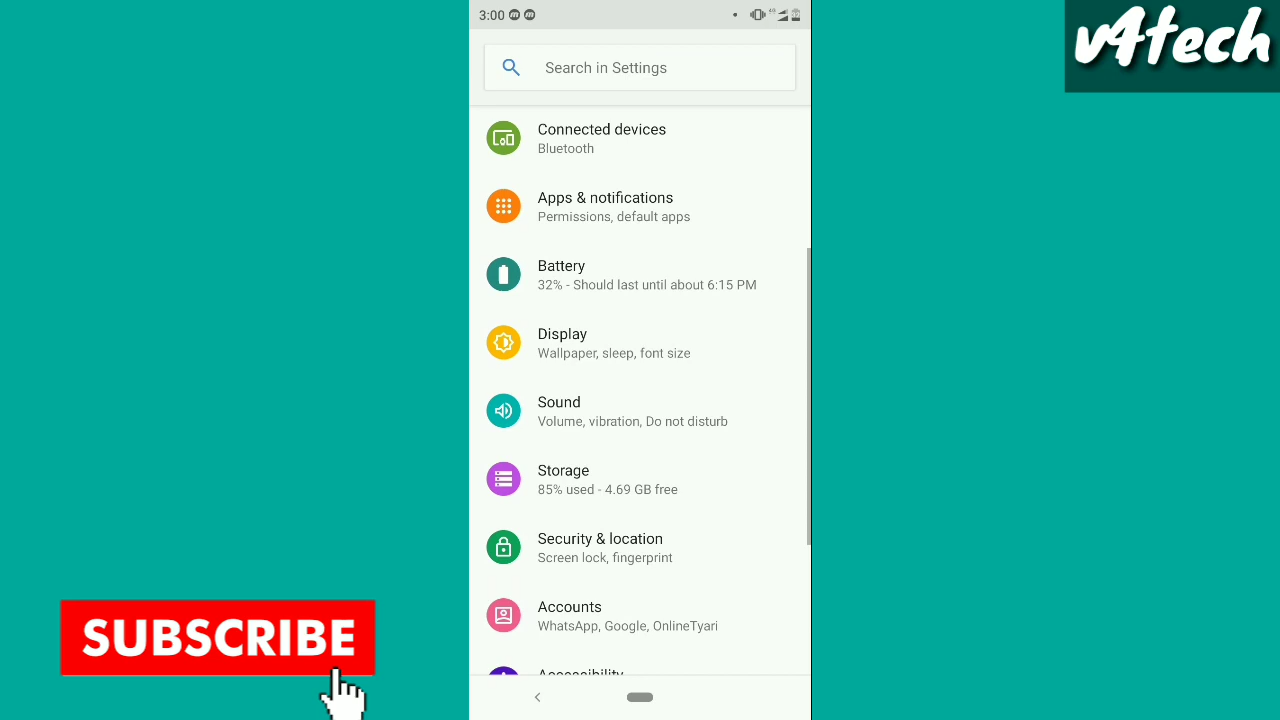 3:00
v4tech
Search in Settings
Connected devices
Bluetooth
Apps & notifications
Permissions, default apps
Battery
32% - Should last until about 6:15 PM
Display
Wallpaper, sleep, font size
Sound
Volume, vibration, Do not disturb
Storage
85% used - 4.69 GB free
Security & location
Screen lock, fingerprint
Accounts
WhatsApp, Google, OnlineTyari
Accessibility
SUBSCRIBE